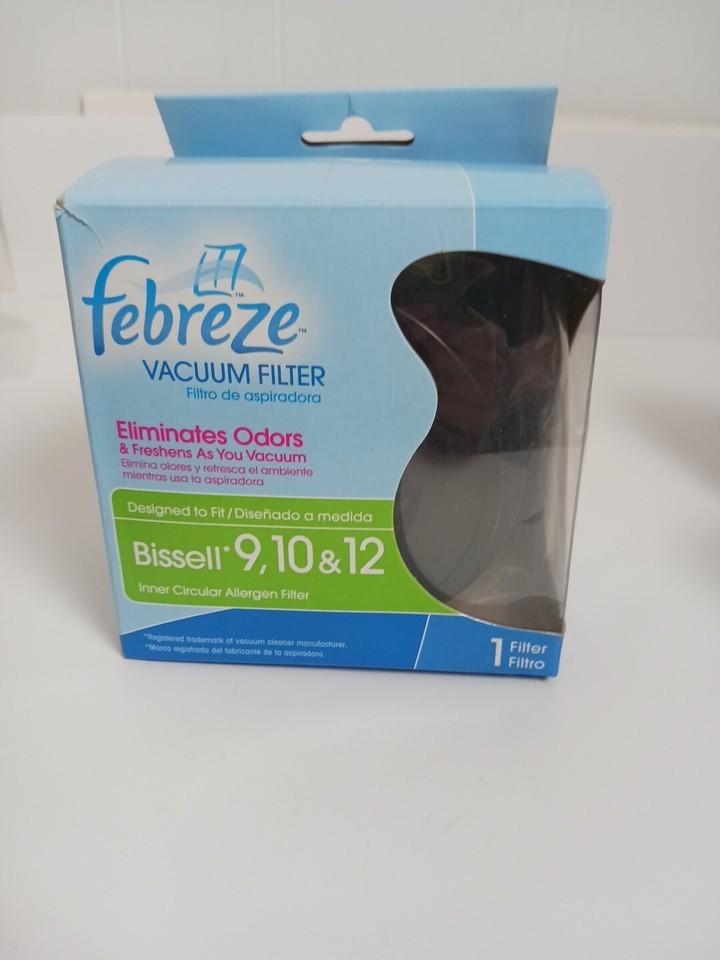 febreze™
VACUUM FILTER
Filtro de aspiradora
Eliminates Odors
& Freshens As You Vacuum
Elimina olores y refresca el ambiente
mientras usa la aspiradora
Designed to Fit / Diseñado a medida
Bissell* 9, 10 & 12
Inner Circular Allergen Filter
*Registered trademark of vacuum cleaner manufacturer.
*Marca registrada del fabricante de la aspiradora.
1 Filter
Filtro